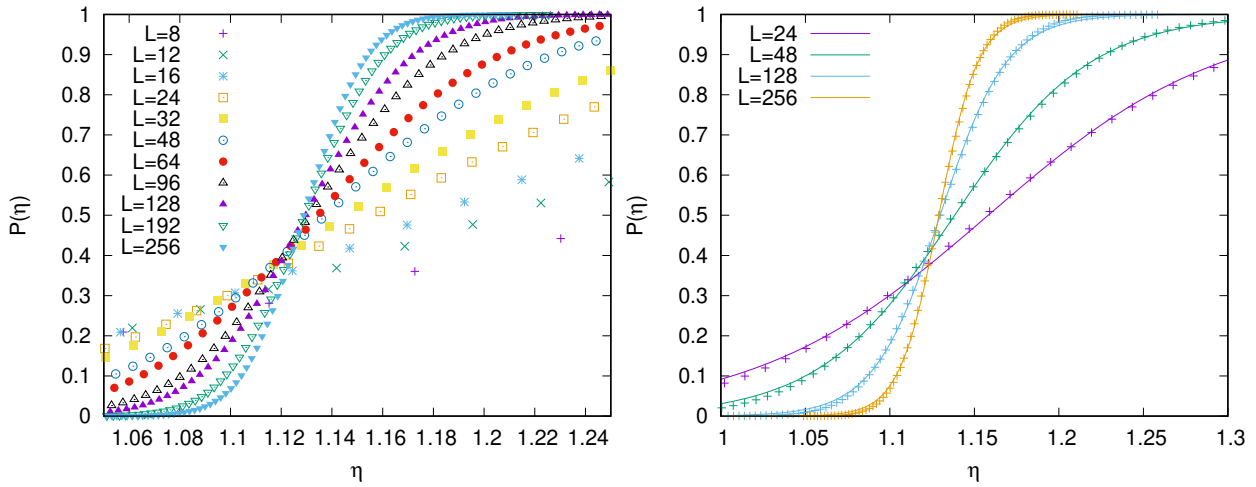 P(η)
1
0.9
0.8
0.7
0.6
0.5
0.4
0.3
0.2
0.1
0
L=8
L=12
L=16
L=24
L=32
L=48
L=64
L=96
L=128
L=192
L=256
1.06 1.08 1.1 1.12 1.14 1.16 1.18 1.2 1.22 1.24
η
P(η)
1
0.9
0.8
0.7
0.6
0.5
0.4
0.3
0.2
0.1
0
L=24
L=48
L=128
L=256
1 1.05 1.1 1.15 1.2 1.25 1.3
η